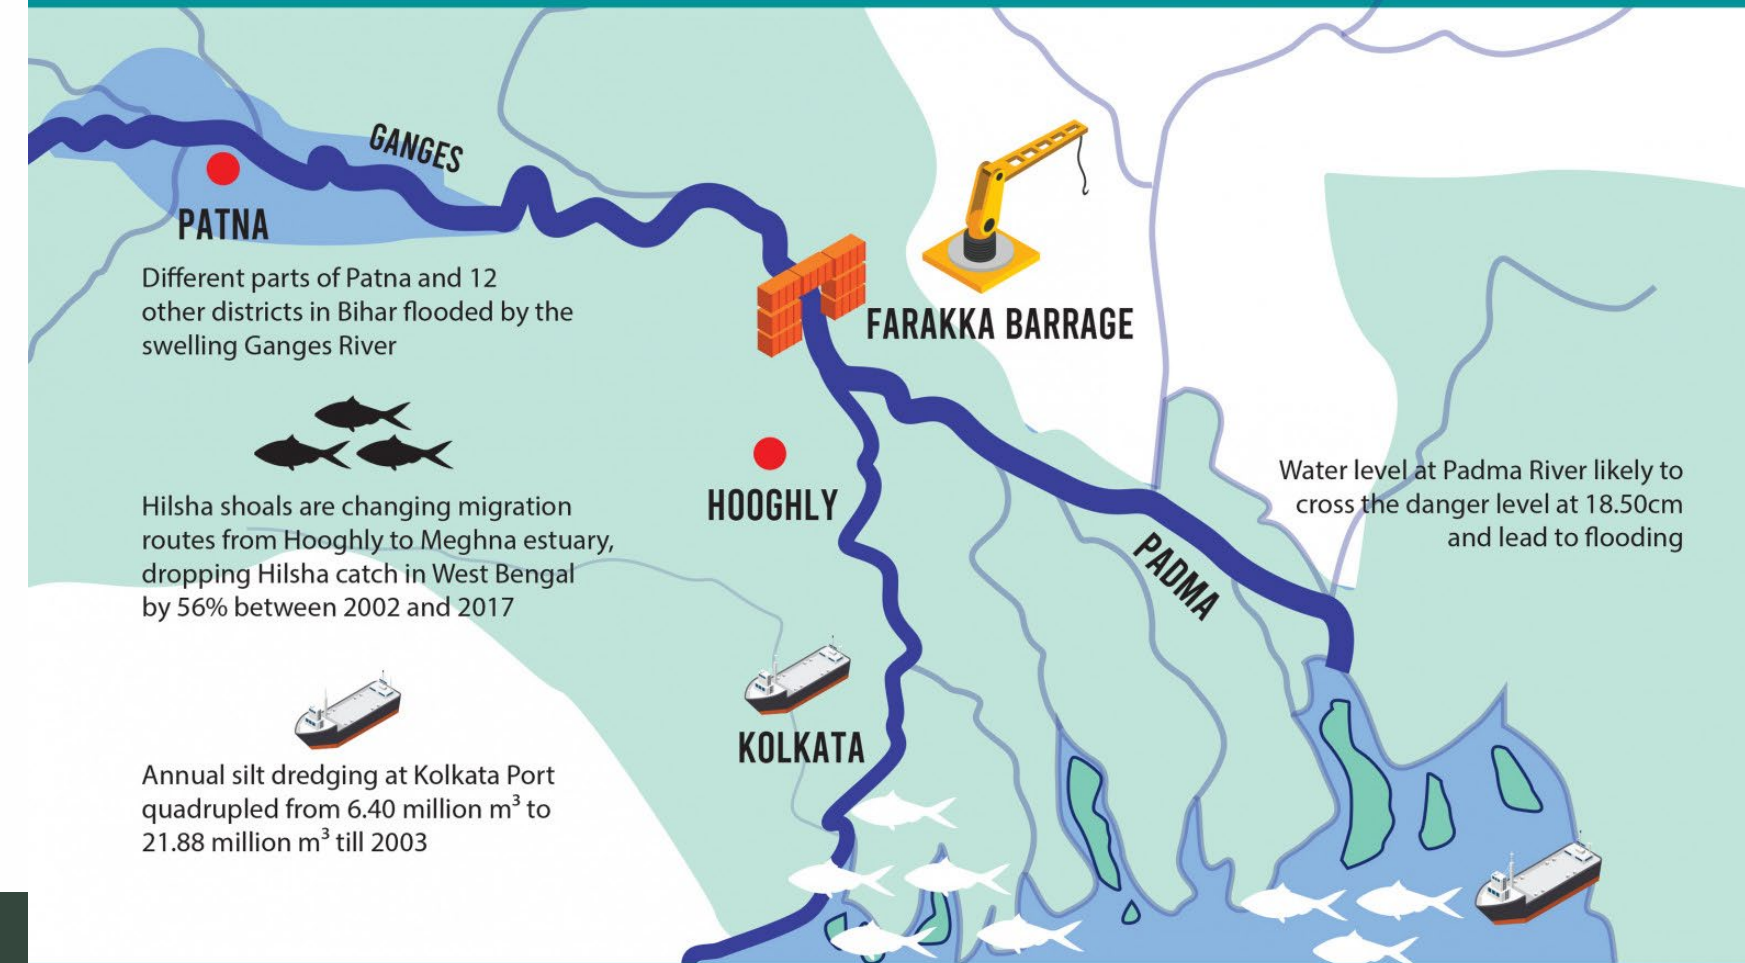 GANGES
PATNA
Different parts of Patna and 12
other districts in Bihar flooded by the
swelling Ganges River
FARAKKA BARRAGE
HOOGHLY
Hilsha shoals are changing migration
routes from Hooghly to Meghna estuary,
dropping Hilsha catch in West Bengal
by 56% between 2002 and 2017
Water level at Padma River likely to
cross the danger level at 18.50cm
and lead to flooding
PADMA
KOLKATA
Annual silt dredging at Kolkata Port
quadrupled from 6.40 million m³ to
21.88 million m³ till 2003